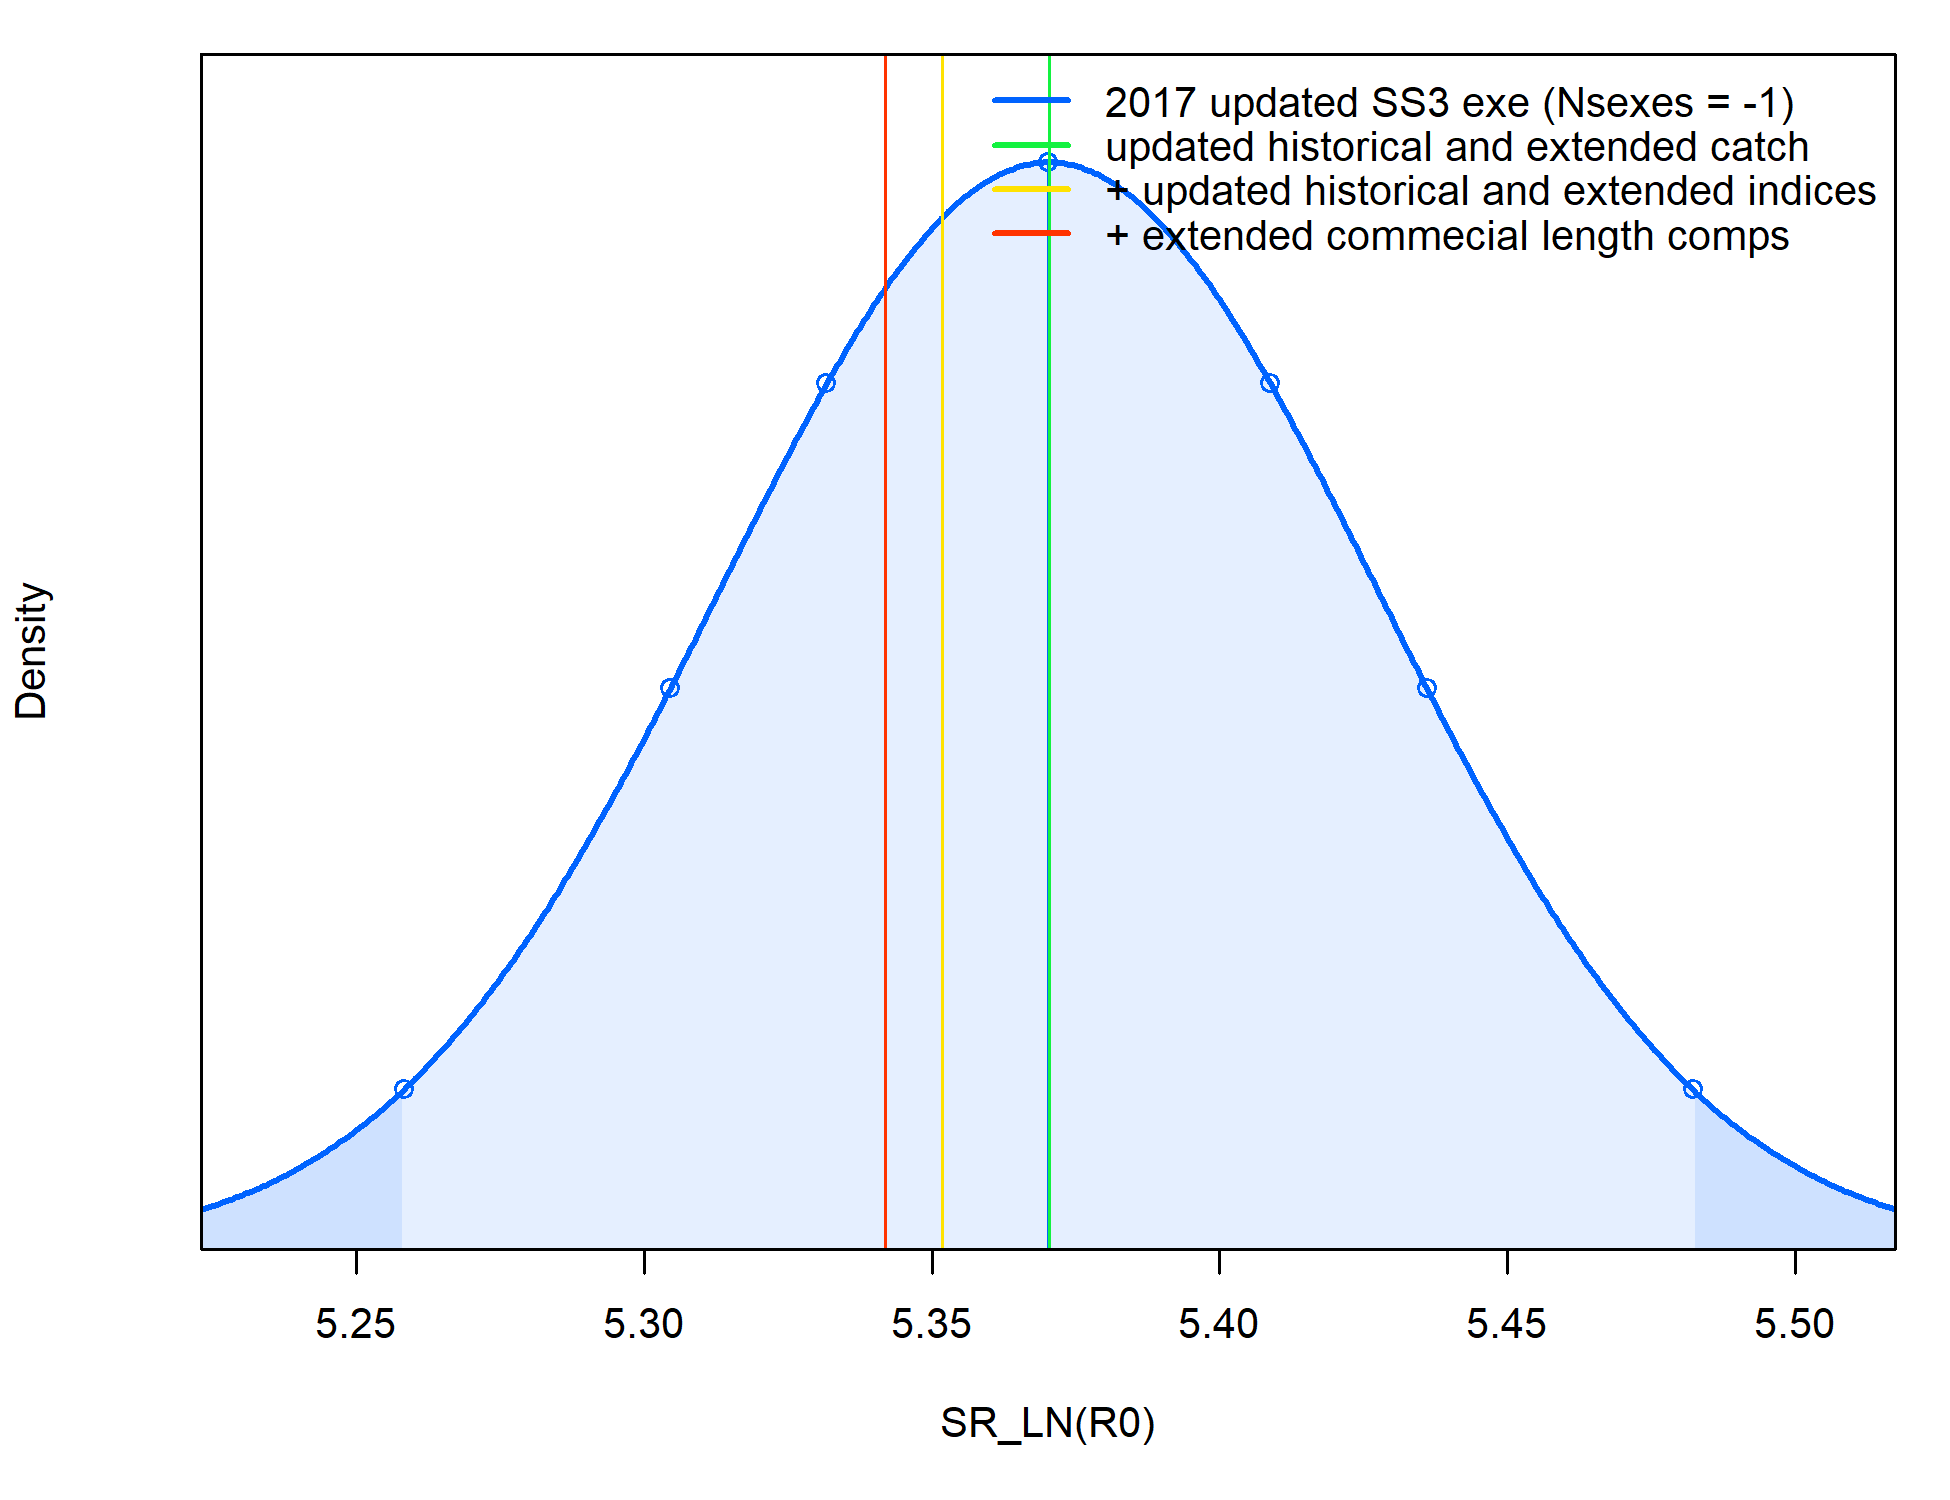 2017 updated SS3 exe (Nsexes = -1)
updated historical and extended catch
+ updated historical and extended indices
+ extended commecial length comps
Density
5.25 5.30 5.35 5.40 5.45 5.50
SR_LN(R0)